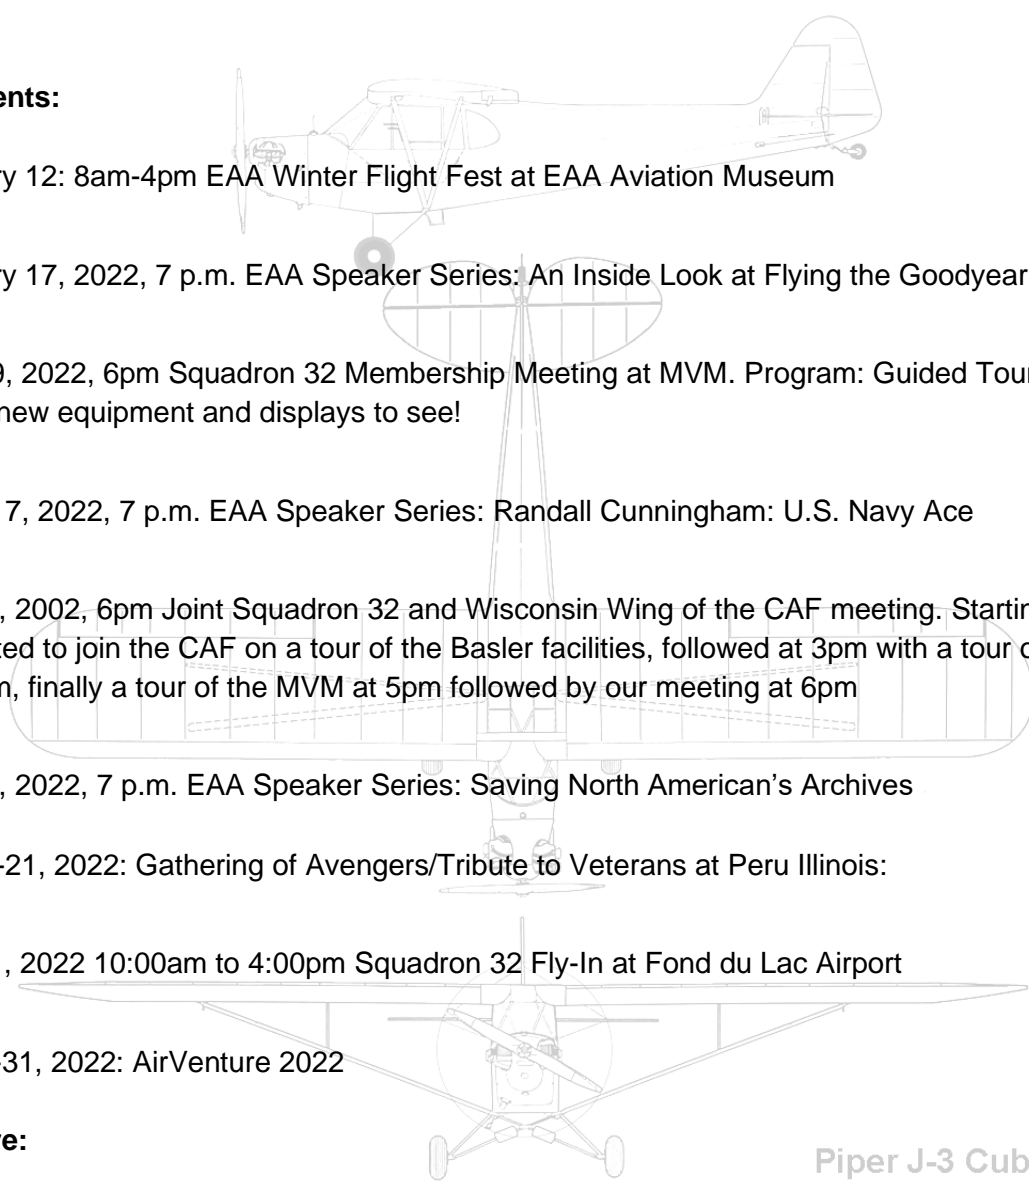 ents:
ry 12: 8am-4pm EAA Winter Flight Fest at EAA Aviation Museum
ry 17, 2022, 7 p.m. EAA Speaker Series: An Inside Look at Flying the Goodyear
9, 2022, 6pm Squadron 32 Membership Meeting at MVM. Program: Guided Tour
new equipment and displays to see!
17, 2022, 7 p.m. EAA Speaker Series: Randall Cunningham: U.S. Navy Ace
, 2002, 6pm Joint Squadron 32 and Wisconsin Wing of the CAF meeting. Startin
ted to join the CAF on a tour of the Basler facilities, followed at 3pm with a tour o
m, finally a tour of the MVM at 5pm followed by our meeting at 6pm
, 2022, 7 p.m. EAA Speaker Series: Saving North American’s Archives
-21, 2022: Gathering of Avengers/Tribute to Veterans at Peru Illinois:
, 2022 10:00am to 4:00pm Squadron 32 Fly-In at Fond du Lac Airport
-31, 2022: AirVenture 2022
ve:
Piper J-3 Cub